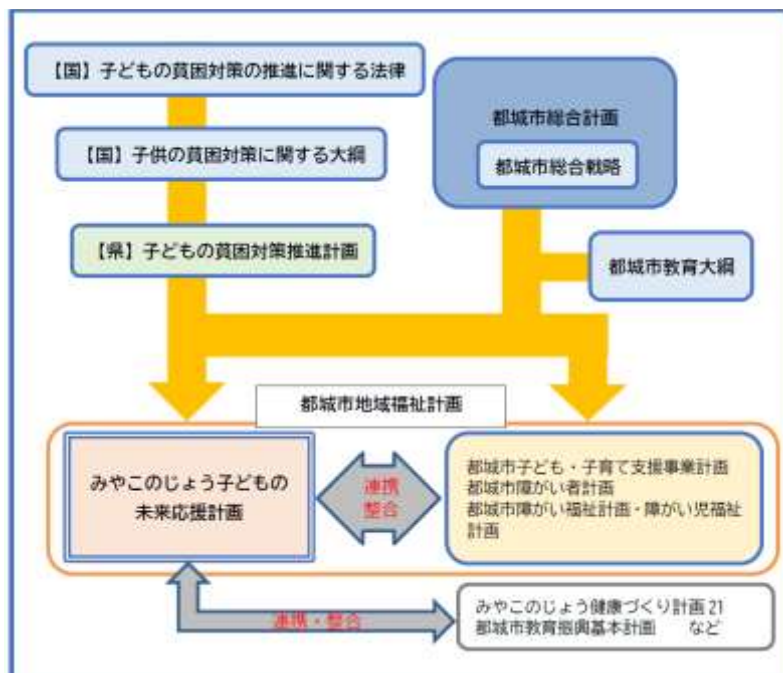 【国】子どもの貧困対策の推進に関する法律
都城市総合計画
【国】子供の貧困対策に関する大綱
都城市総合戦略
【県】子どもの貧困対策推進計画
都城市教育大綱
都城市地域福祉計画
みやこのじょう子どもの
未来応援計画
連携
整合
都城市子ども・子育て支援事業計画
都城市障がい者計画
都城市障がい福祉計画・障がい児福祉
計画
連携・整合
みやこのじょう健康づくり計画 21
都城市教育振興基本計画 など